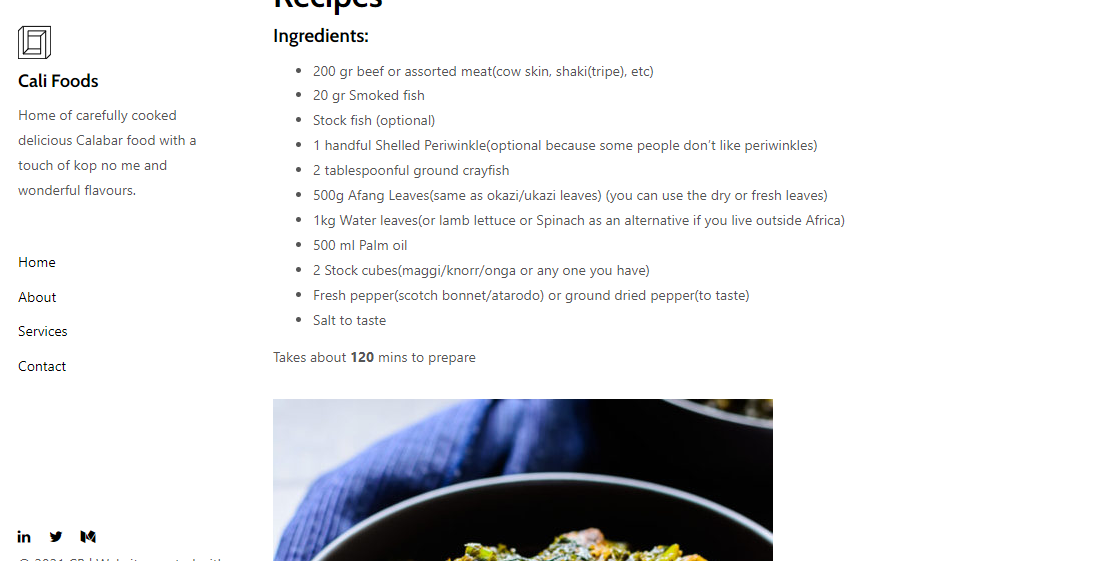 Recipes
Cali Foods
Home of carefully cooked
delicious Calabar food with a
touch of kop no me and
wonderful flavours.
Home
About
Services
Contact
Ingredients:
200 gr beef or assorted meat(cow skin, shaki(tripe), etc)
20 gr Smoked fish
Stock fish (optional)
1 handful Shelled Periwinkle(optional because some people don't like periwinkles)
2 tablespoonful ground crayfish
500g Afang Leaves(same as okazi/ukazi leaves) (you can use the dry or fresh leaves)
1kg Water leaves(or lamb lettuce or Spinach as an alternative if you live outside Africa)
500 ml Palm oil
2 Stock cubes(maggi/knorr/onga or any one you have)
Fresh pepper(scotch bonnet/atarodo) or ground dried pepper(to taste)
Salt to taste
Takes about 120 mins to prepare